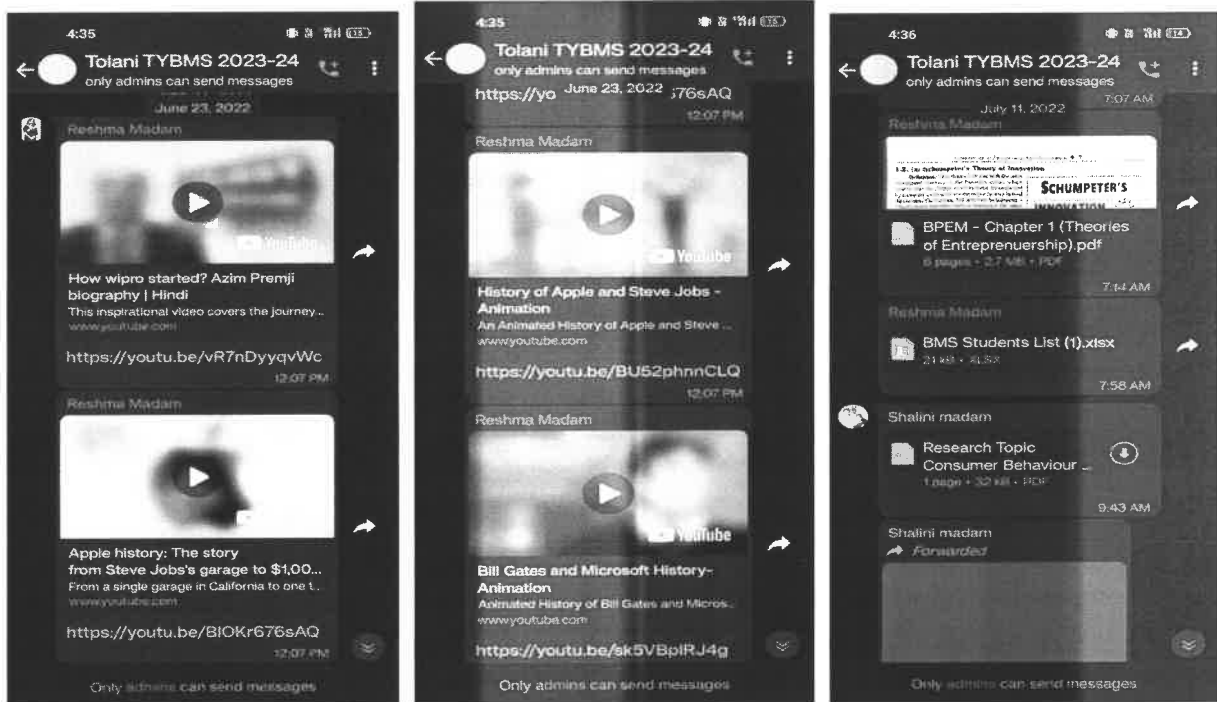 4:35
Tolani TYBMS 2023-24
only admins can send messages
June 23, 2022
Reshma Madam
YouTube
How wipro started? Azim Premji
biography | Hindi
This inspirational video covers the journey...
www.youtube.com
https://youtu.be/vR7nDyyqvWc
12:07 PM
Reshma Madam
Apple history: The story
from Steve Jobs's garage to $1,00...
From a single garage in California to one t...
www.youtube.com
https://youtu.be/BIOKr676sAQ
12:07 PM
Only admins can send messages
4:35
Tolani TYBMS 2023-24
only admins can send messages
https://yo June 23, 2022 76sAQ
12:07 PM
Reshma Madam
YouTube
History of Apple and Steve Jobs -
Animation
An Animated History of Apple and Steve ...
www.youtube.com
https://youtu.be/BU52phnnCLQ
12:07 PM
Reshma Madam
YouTube
Bill Gates and Microsoft History-
Animation
Animated History of Bill Gates and Micros...
www.youtube.com
https://youtu.be/sk5VBplRJ4g
Only admins can send messages
4:36
Tolani TYBMS 2023-24
only admins can send messages
7:07 AM
July 11, 2022
Reshma Madam
Schumpeter's Theory of Innovation
SCHUMPETER'S
INNOVATION
BPEM - Chapter 1 (Theories
of Entreprenuership).pdf
6 pages • 2.7 MB • PDF
7:14 AM
Reshma Madam
BMS Students List (1).xlsx
21 kB • XLSX
7:58 AM
Shalini madam
Research Topic
Consumer Behaviour ...
1 page • 32 kB • PDF
9:43 AM
Shalini madam
Forwarded
Only admins can send messages